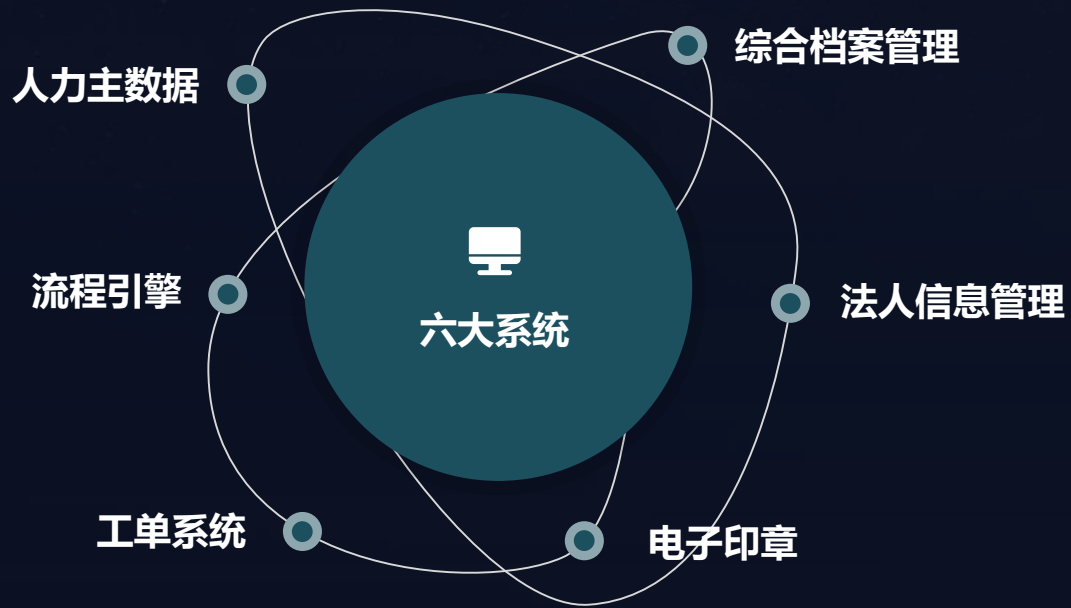 综合档案管理
人力主数据
流程引擎
法人信息管理
六大系统
工单系统
电子印章